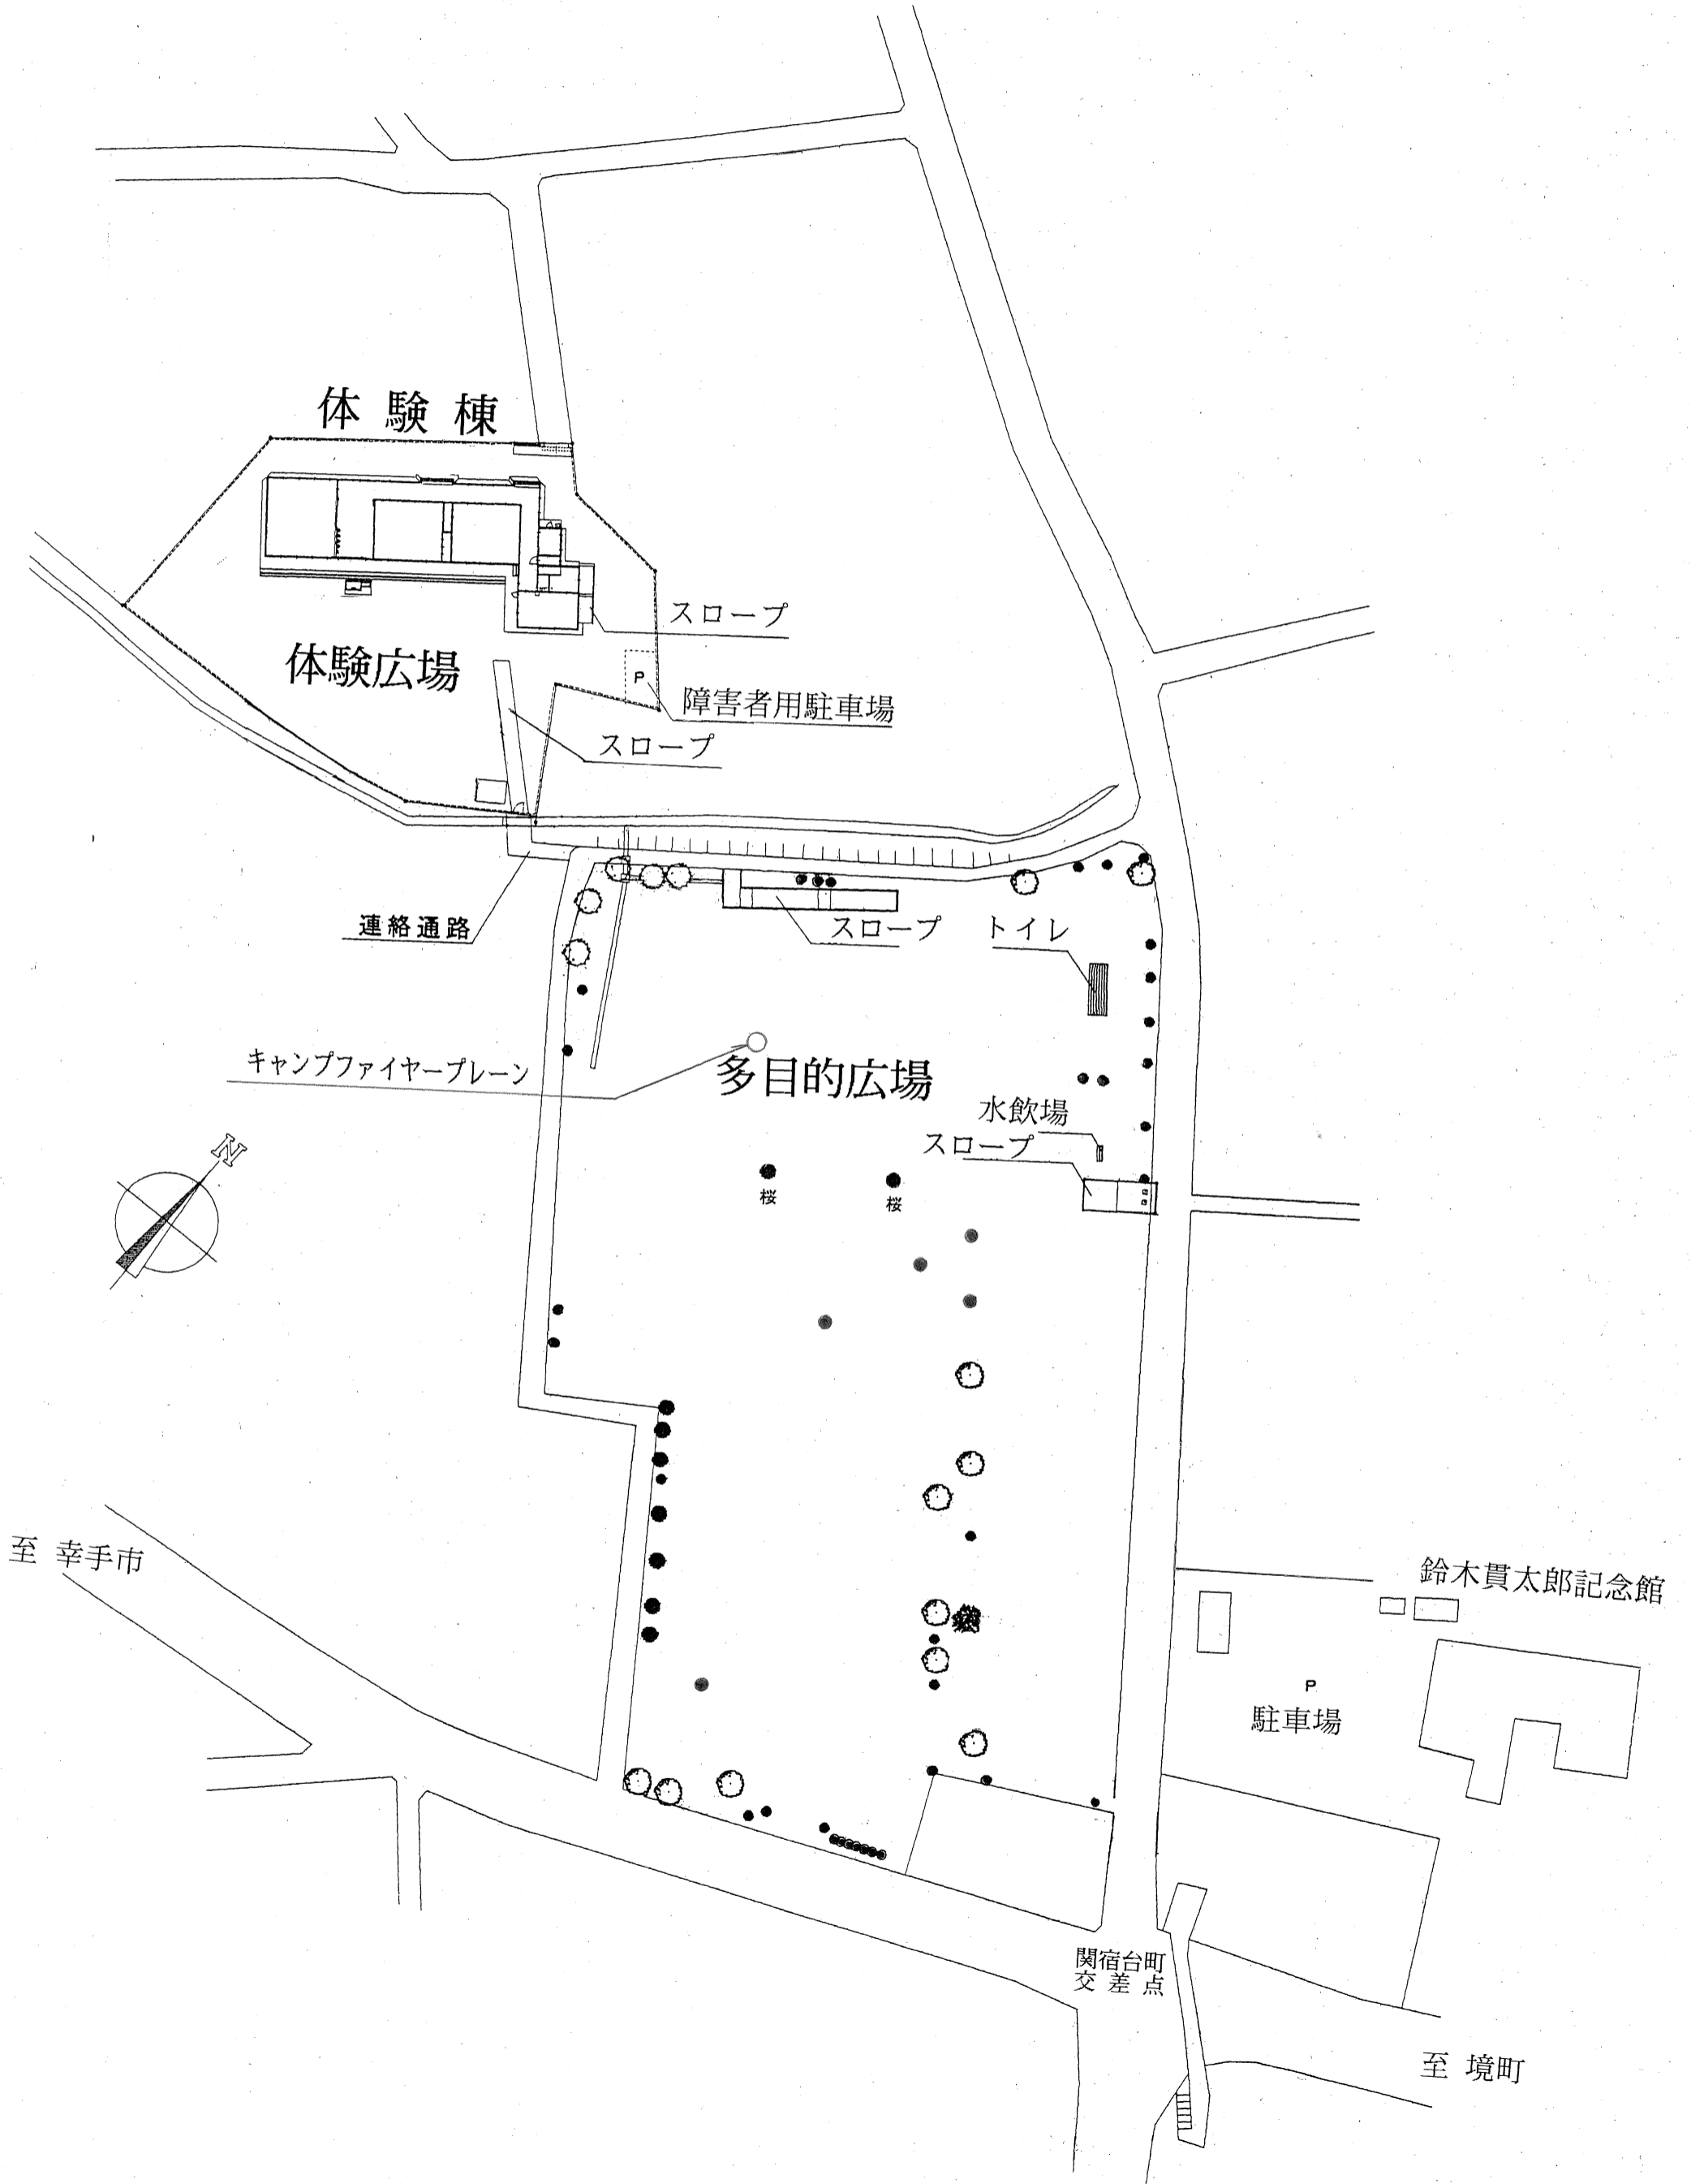 体験棟
スロープ
体験広場
P
障害者用駐車場
スロープ
連絡通路
スロープ
トイレ
キャンプファイヤープレーン
多目的広場
水飲場
スロープ
N
桜
桜
至 幸手市
鈴木貫太郎記念館
P
駐車場
関宿台町
交差点
至 境町